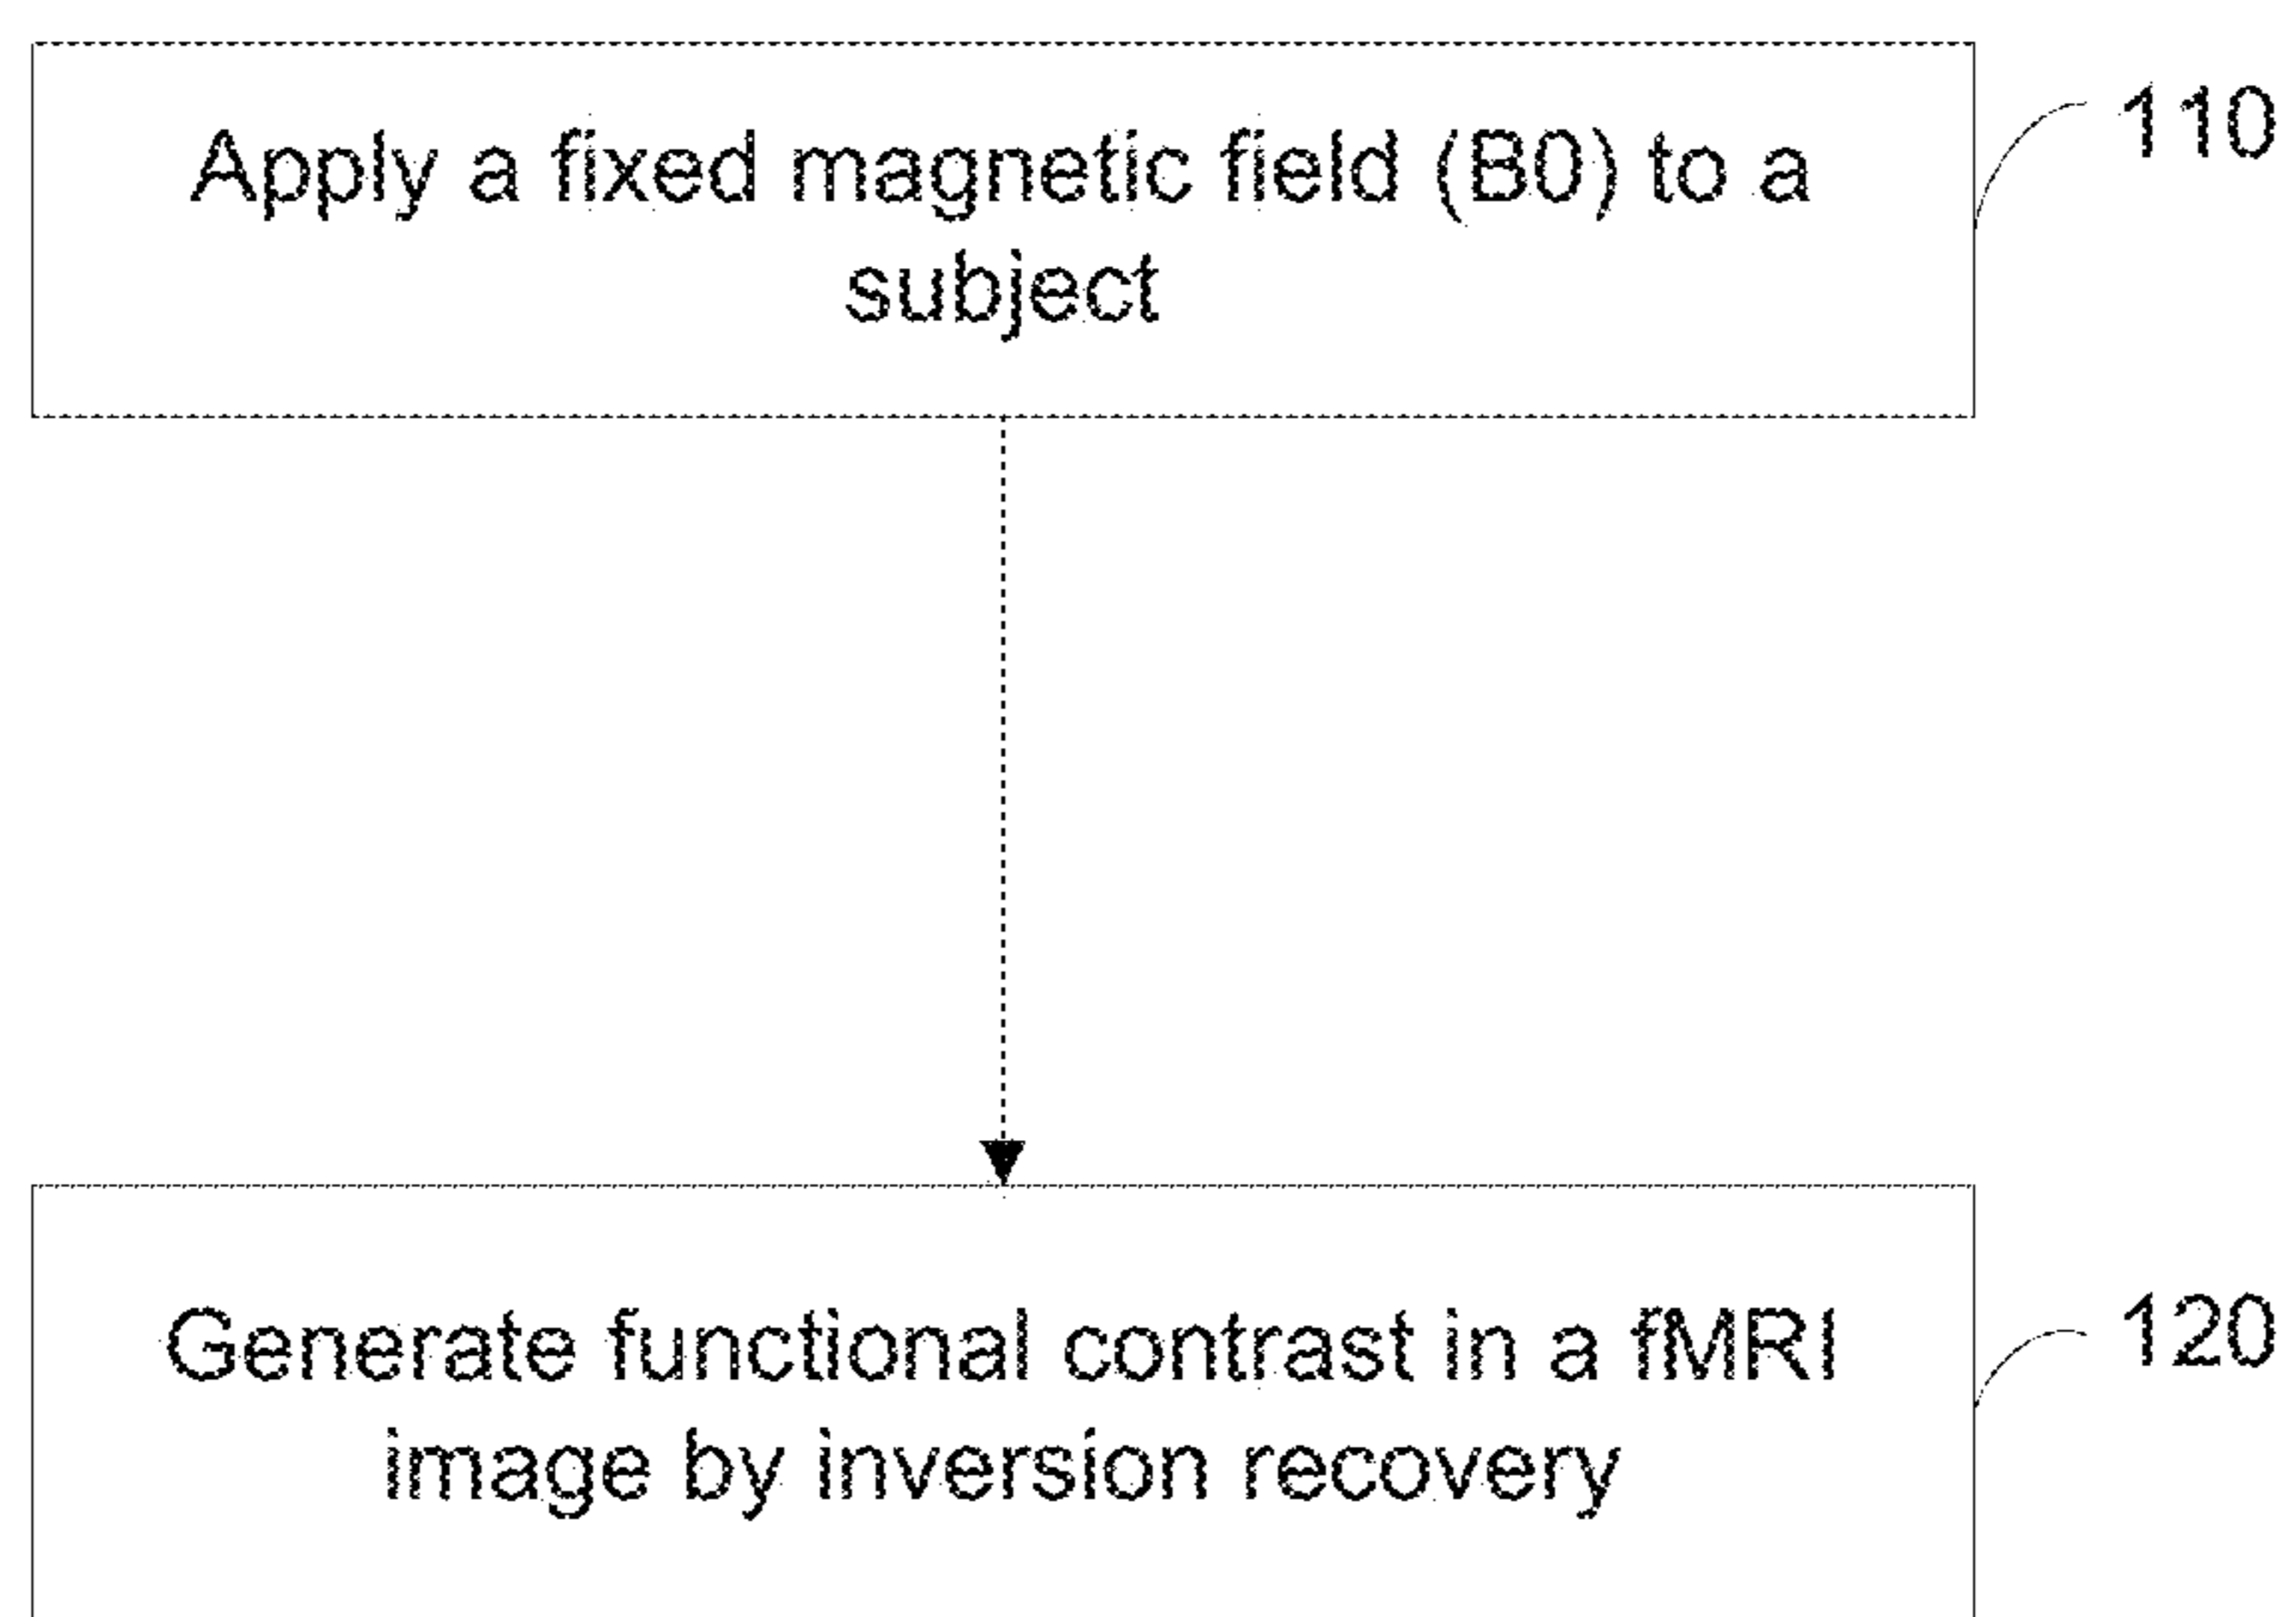 Apply a fixed magnetic field (B0) to a
subject
110
Generate functional contrast in a fMRI
image by inversion recovery
120